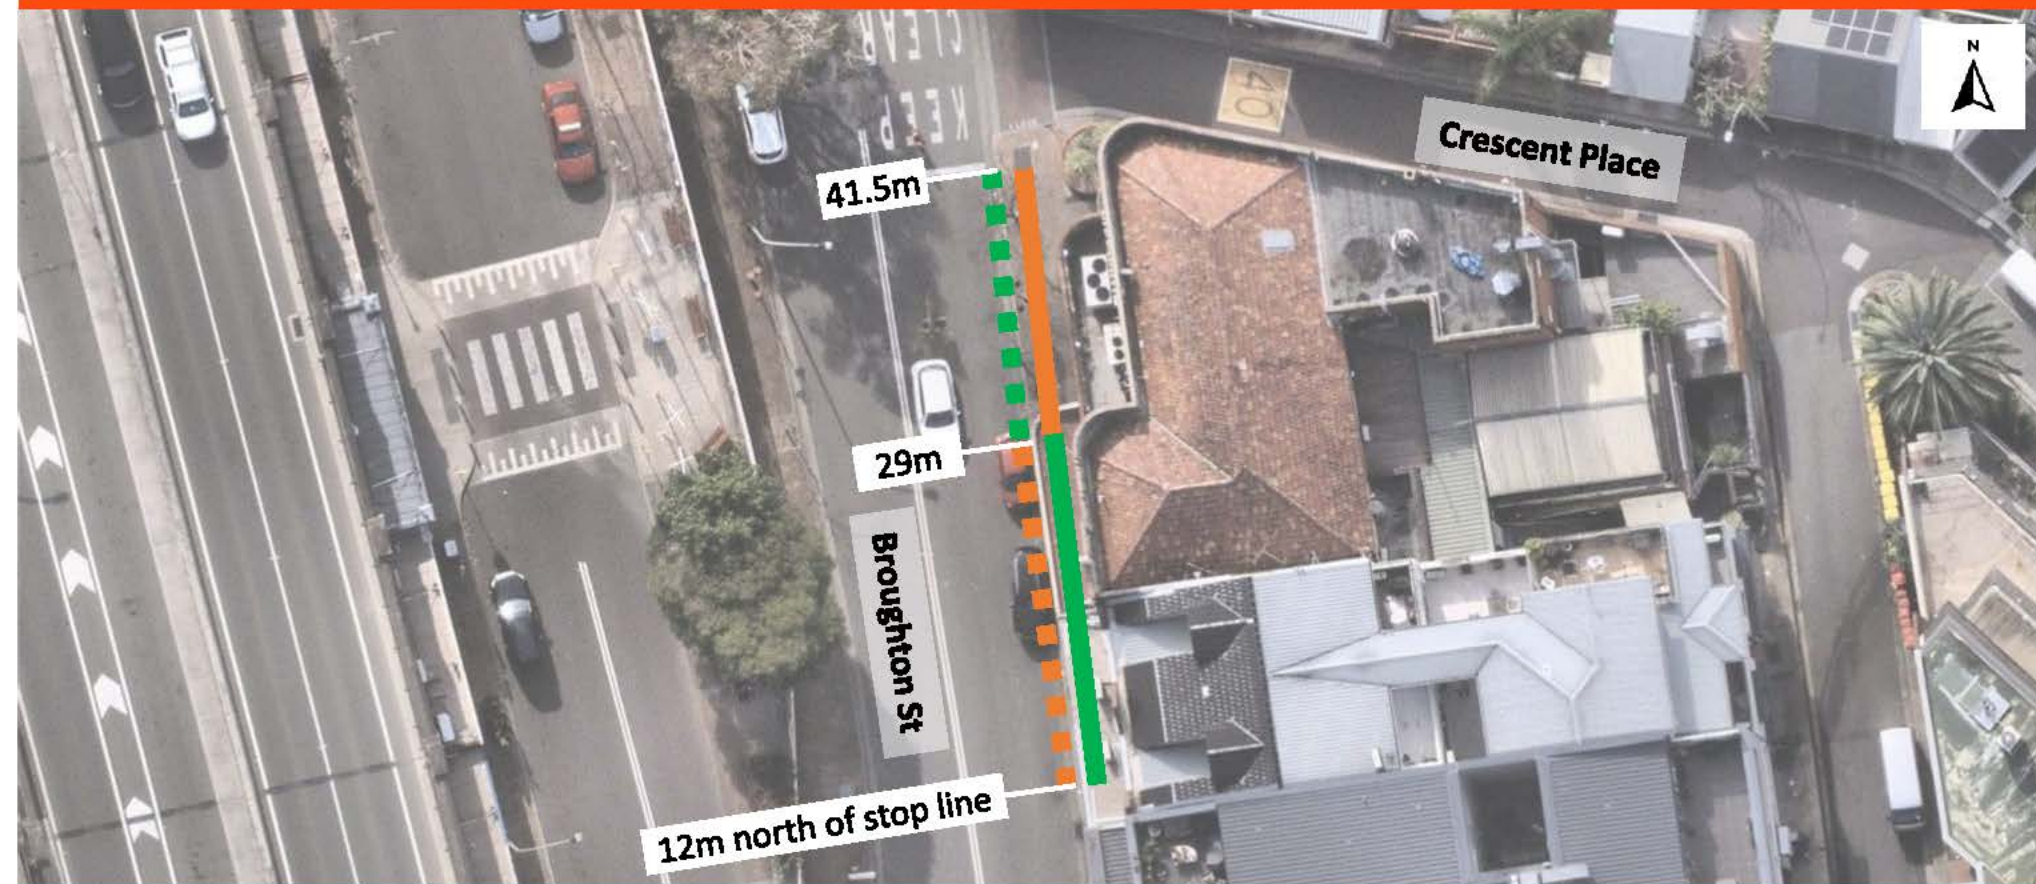 N
CLEAR
KEEP
40
Crescent Place
41.5m
29m
Broughton St
12m north of stop line